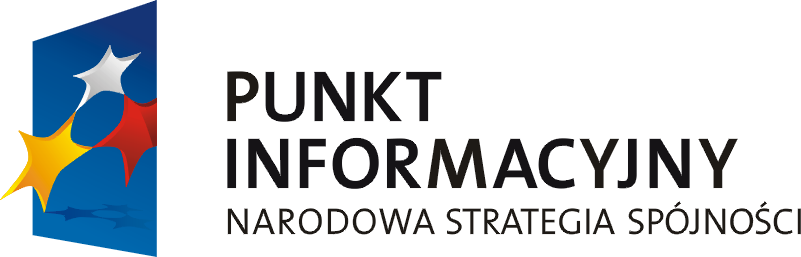 PUNKT
INFORMACYJNY
NARODOWA STRATEGIA SPÓJNOŚCI